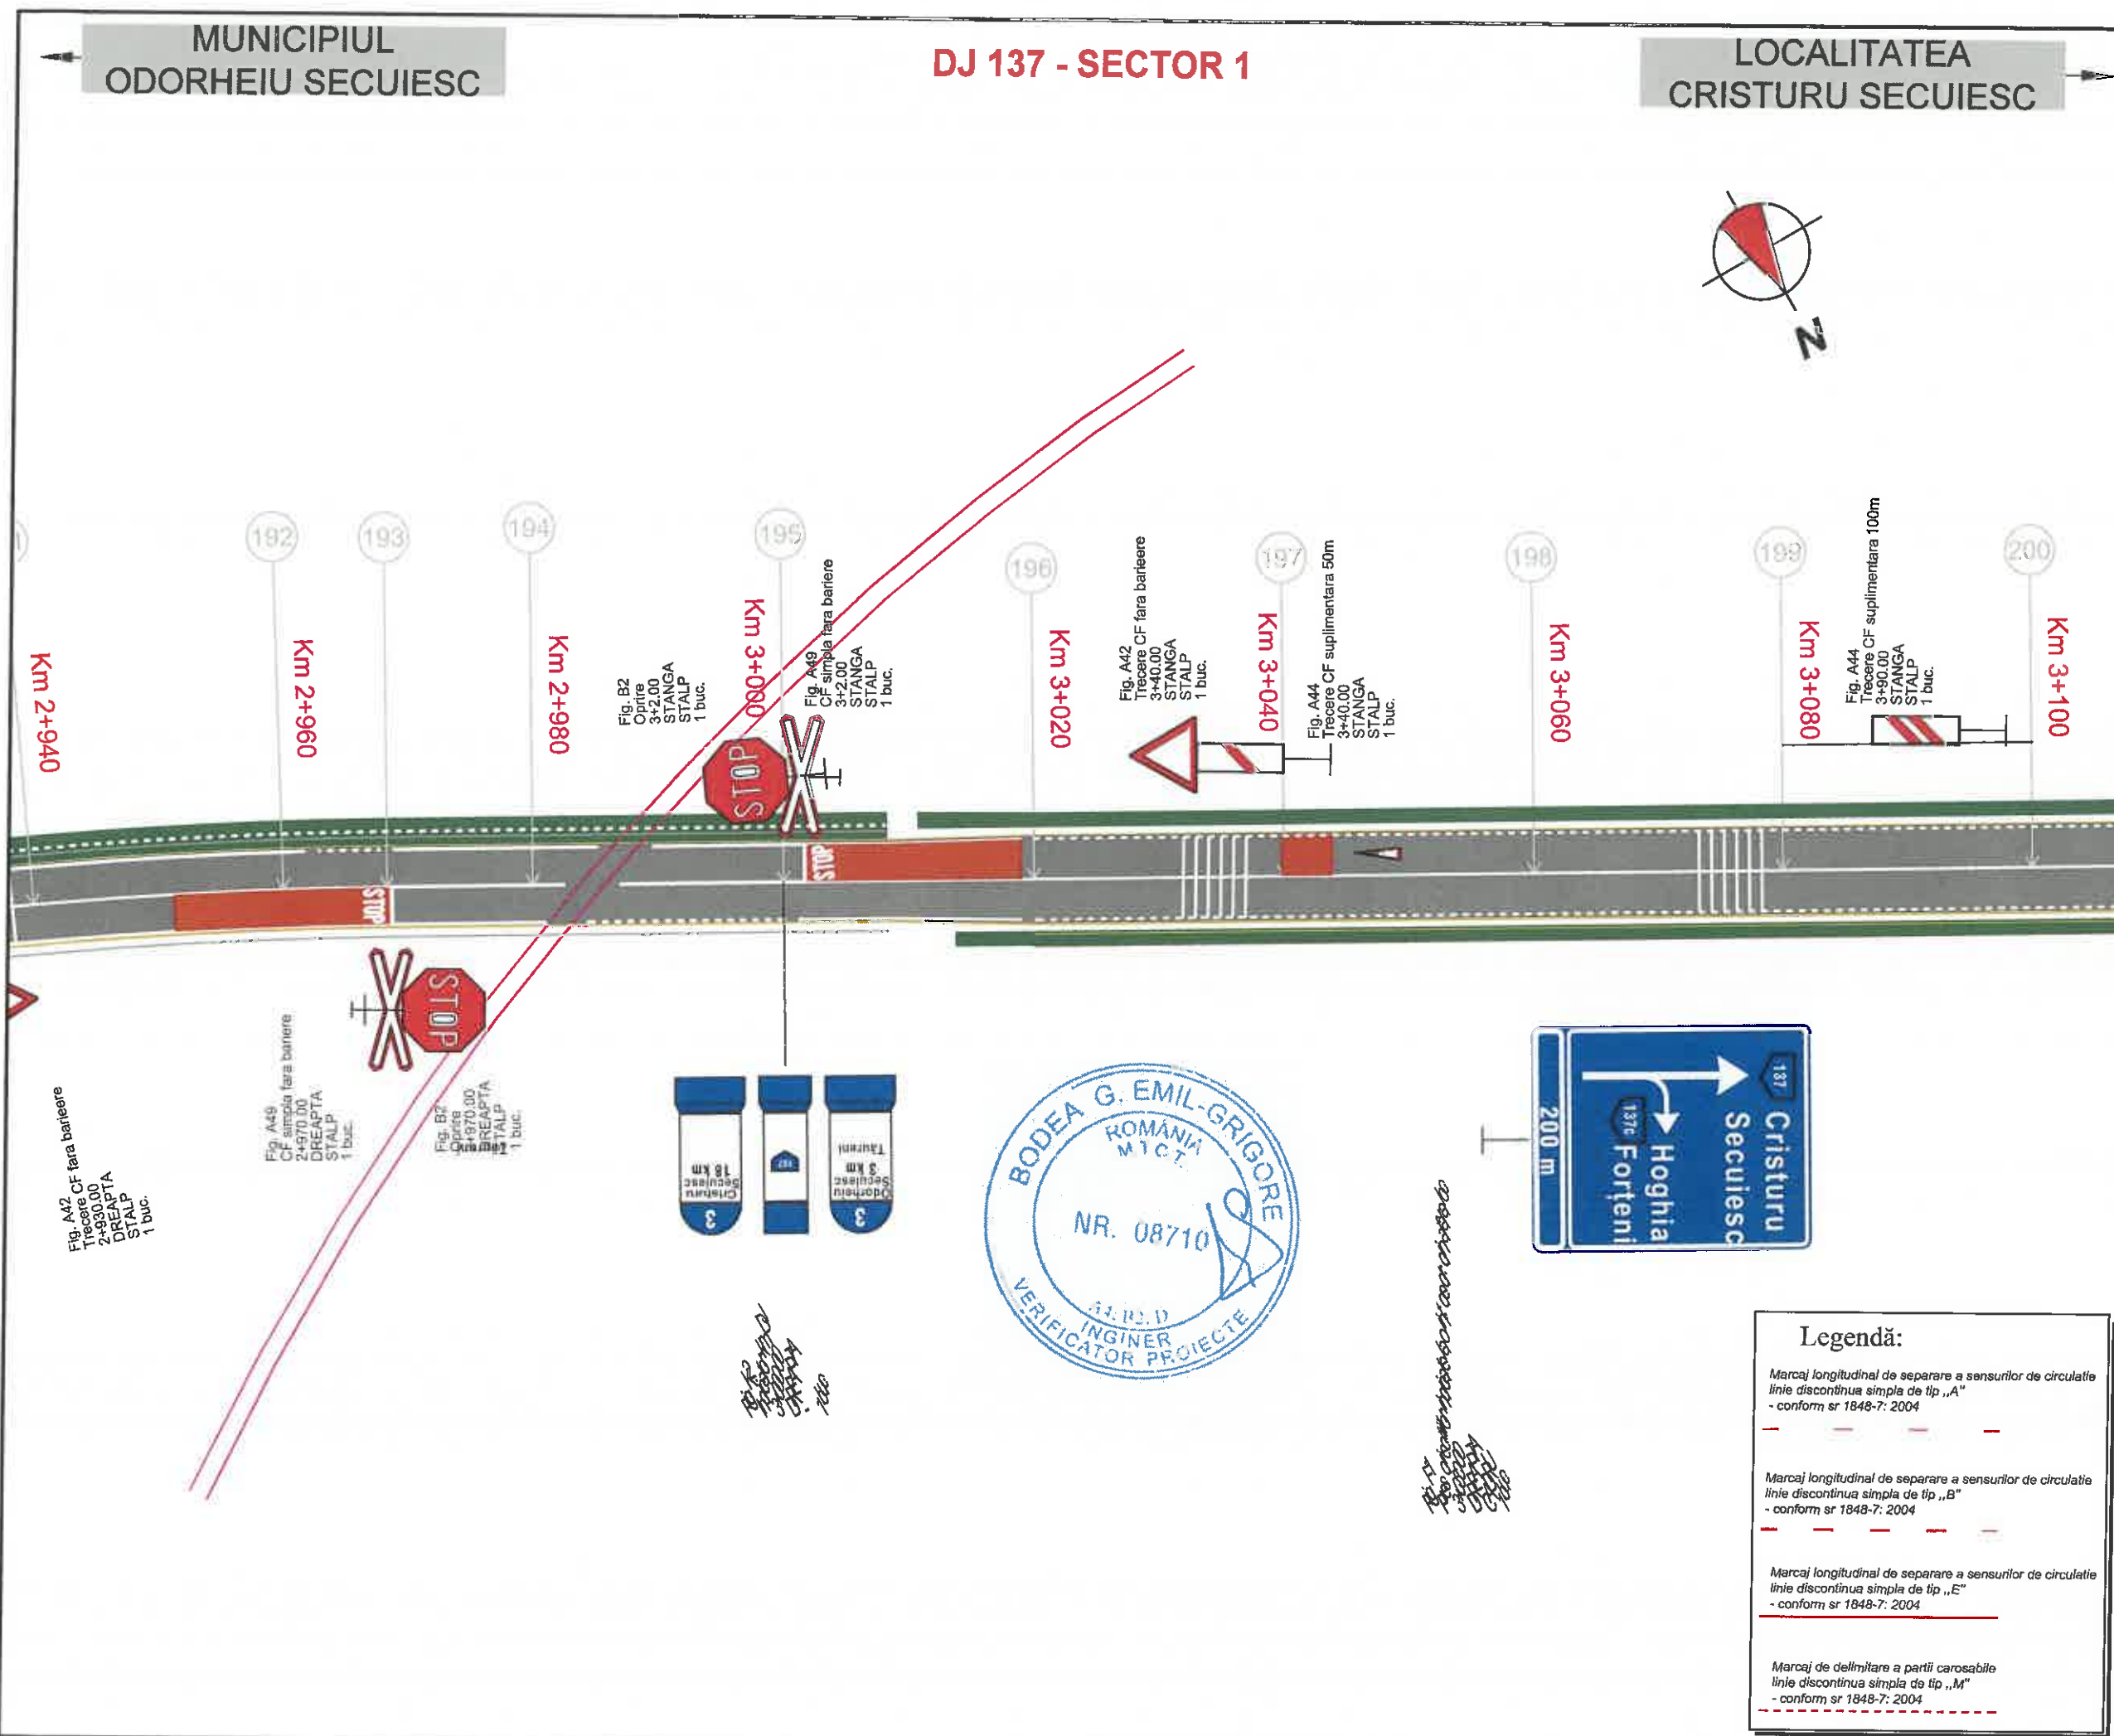 MUNICIPIUL
ODORHEIU SECUIESC
DJ 137 - SECTOR 1
LOCALITATEA
CRISTURU SECUIESC
N
192
193
194
195
196
197
198
199
200
Km 2+940
Km 2+960
Km 2+980
Km 3+000
Km 3+020
Km 3+040
Km 3+060
Km 3+080
Km 3+100
Fig. B2
Oprire
3+2.00
STANGA
STALP
1 buc.
Fig. A49
CF simpla fara bariere
3+2.00
STANGA
STALP
1 buc.
Fig. A42
Trecere CF fara barieere
3+40.00
STANGA
STALP
1 buc.
Fig. A44
Trecere CF suplimentara 50m
3+40.00
STANGA
STALP
1 buc.
Fig. A44
Trecere CF suplimentara 100m
3+90.00
STANGA
STALP
1 buc.
STOP
STOP
STOP
STOP
Fig. A42
Trecere CF fara barieere
2+930.00
DREAPTA
STALP
1 buc.
Fig. A49
CF simpla fara bariere
2+970.00
DREAPTA
STALP
1 buc.
Fig. B2
Oprire
2+970.00
DREAPTA
STALP
1 buc.
3
Cristuru
Secuiesc
18 km
137
3
Odorheiu
Secuiesc
3 km
Taureni
BODEA G. EMIL-GRIGORE
ROMÂNIA
M T C T.
NR. 08710
A4, B2, D
INGINER
VERIFICATOR PROIECTE
137 Cristuru
Secuiesc
Hoghia
137C Forțeni
200 m
Legendă:
Marcaj longitudinal de separare a sensurilor de circulatie
linie discontinua simpla de tip ,,A"
- conform sr 1848-7: 2004
Marcaj longitudinal de separare a sensurilor de circulatie
linie discontinua simpla de tip ,,B"
- conform sr 1848-7: 2004
Marcaj longitudinal de separare a sensurilor de circulatie
linie discontinua simpla de tip ,,E"
- conform sr 1848-7: 2004
Marcaj de delimitare a partii carosabile
linie discontinua simpla de tip ,,M"
- conform sr 1848-7: 2004